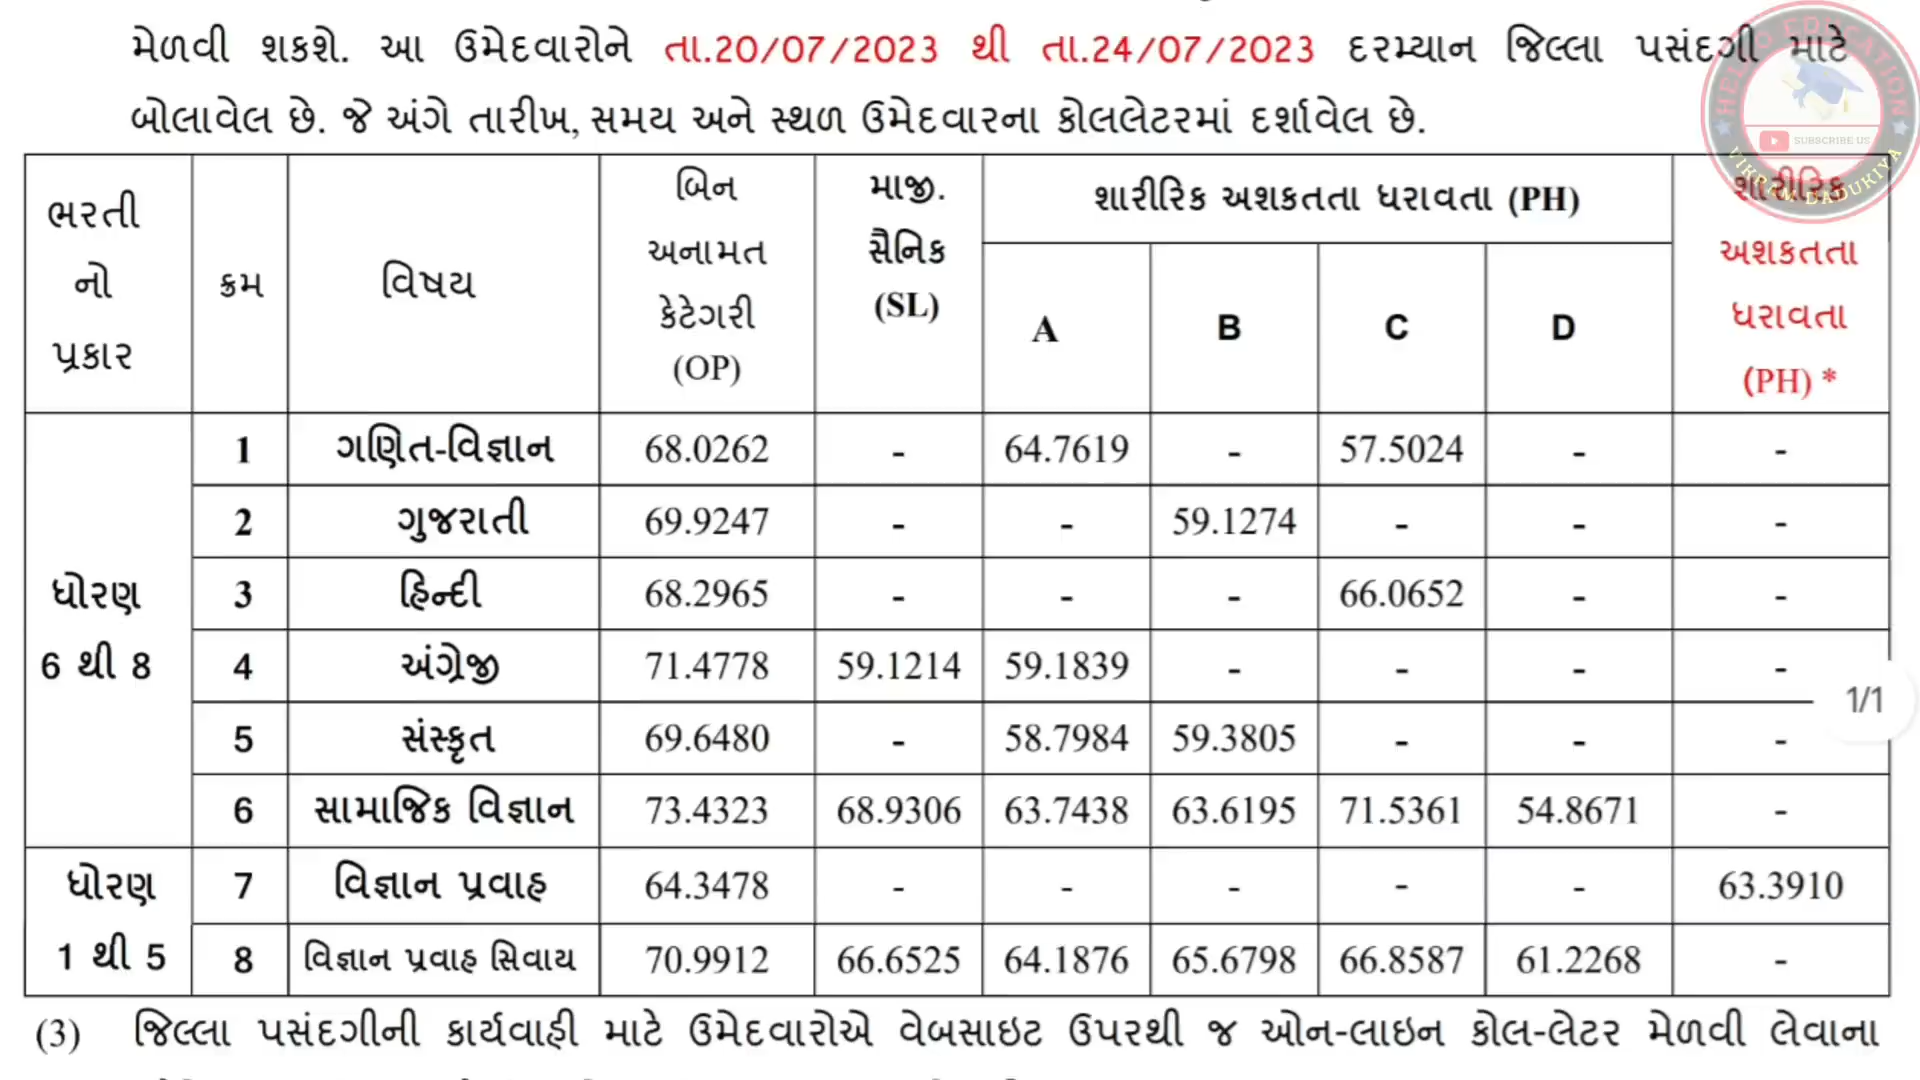 મેળવી શકશે. આ ઉમેદવારોને તા.20/07/2023 થી તા.24/07/2023 દરમ્યાન જિલ્લા પસંદગી માટે
બોલાવેલ છે. જે અંગે તારીખ, સમય અને સ્થળ ઉમેદવારના કોલલેટરમાં દર્શાવેલ છે.
HELLO EDUCATION
SUBSCRIBE US
VIKRAM DADUKIYA
ભરતી નો પ્રકાર ક્રમ વિષય બિન અનામત કેટેગરી (OP) માજી. સૈનિક (SL) શારીરિક અશકતતા ધરાવતા (PH) શારીરિક અશકતતા ધરાવતા (PH) *
A B C D
ધોરણ 6 થી 8
1 ગણિત-વિજ્ઞાન 68.0262 - 64.7619 - 57.5024 - -
2 ગુજરાતી 69.9247 - - 59.1274 - - -
3 હિન્દી 68.2965 - - - 66.0652 - -
4 અંગ્રેજી 71.4778 59.1214 59.1839 - - - -
1/1
5 સંસ્કૃત 69.6480 - 58.7984 59.3805 - - -
6 સામાજિક વિજ્ઞાન 73.4323 68.9306 63.7438 63.6195 71.5361 54.8671 -
ધોરણ 1 થી 5
7 વિજ્ઞાન પ્રવાહ 64.3478 - - - - - 63.3910
8 વિજ્ઞાન પ્રવાહ સિવાય 70.9912 66.6525 64.1876 65.6798 66.8587 61.2268 -
(3) જિલ્લા પસંદગીની કાર્યવાહી માટે ઉમેદવારોએ વેબસાઇટ ઉપરથી જ ઓન-લાઇન કોલ-લેટર મેળવી લેવાના